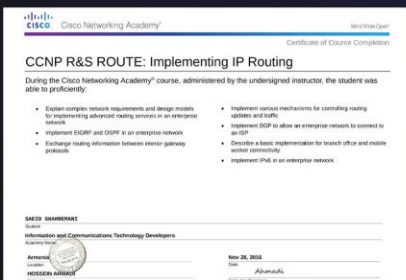 CISCO Cisco Networking Academy® Mind Wide Open®
Certificate of Course Completion
CCNP R&S ROUTE: Implementing IP Routing
During the Cisco Networking Academy® course, administered by the undersigned instructor, the student was able to proficiently:
• Explain complex network requirements and design models for implementing advanced routing services in an enterprise network
• Implement EIGRP and OSPF in an enterprise network
• Exchange routing information between interior gateway protocols
• Implement various mechanisms for controlling routing updates and traffic
• Implement BGP to allow an enterprise network to connect to an ISP
• Describe a basic implementation for branch office and mobile worker connectivity
• Implement IPv6 in an enterprise network
SAEID GHAHREMANI
Student
Information and Communications Technology Developers
Academy Name
Armenia
Location
Nov 28, 2016
Date
HOSSEIN AHMADI
Ahmadi